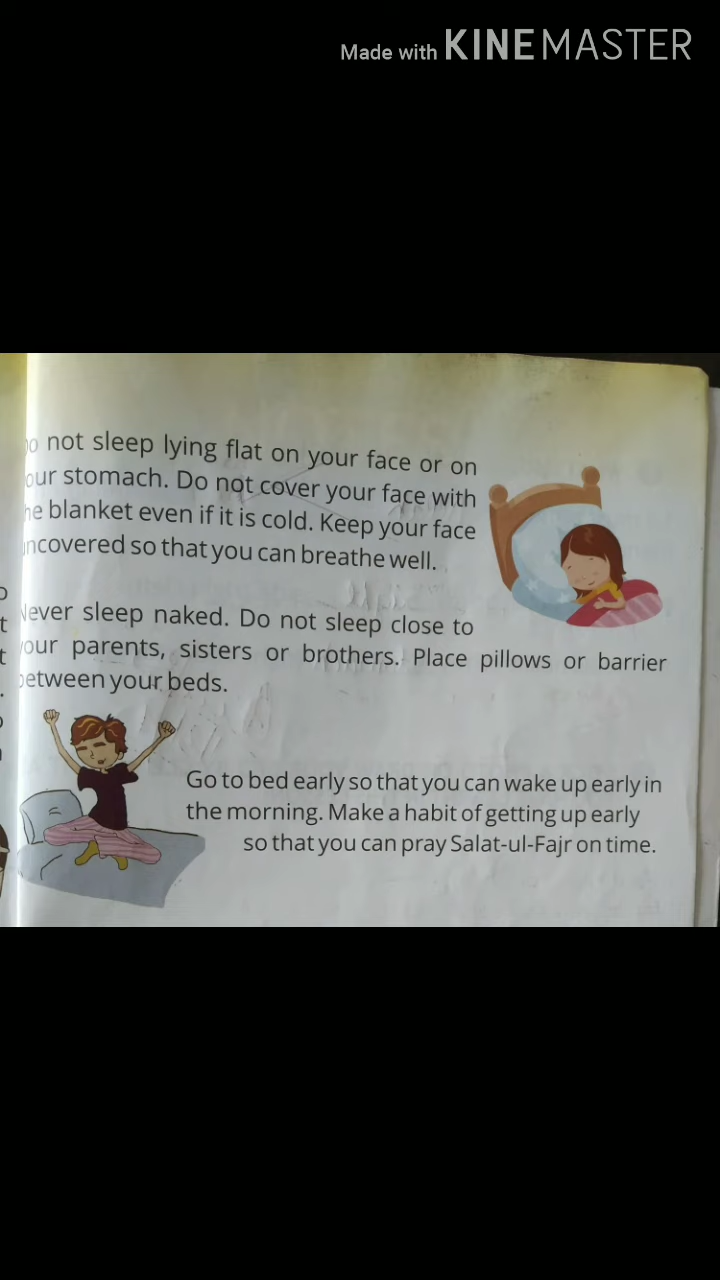 Made with KINEMASTER
not sleep lying flat on your face or on
our stomach. Do not cover your face with
he blanket even if it is cold. Keep your face
ncovered so that you can breathe well.
Never sleep naked. Do not sleep close to
your parents, sisters or brothers. Place pillows or barrier
between your beds.
Go to bed early so that you can wake up early in
the morning. Make a habit of getting up early
so that you can pray Salat-ul-Fajr on time.